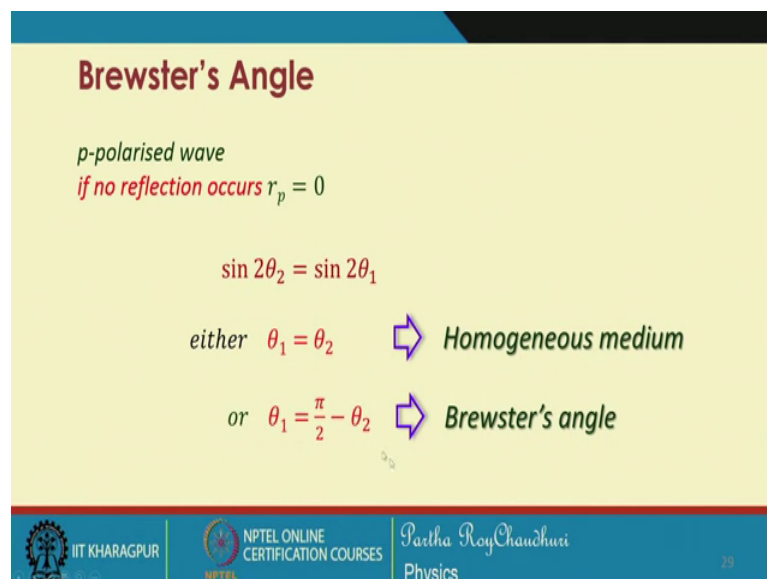 Brewster's Angle
p-polarised wave
if no reflection occurs r_p = 0
sin 2θ₂ = sin 2θ₁
either θ₁ = θ₂ Homogeneous medium
or θ₁ = π/2 − θ₂ Brewster's angle
IIT KHARAGPUR
NPTEL ONLINE
CERTIFICATION COURSES
NPTEL
Partha RoyChaudhuri
Physics
29